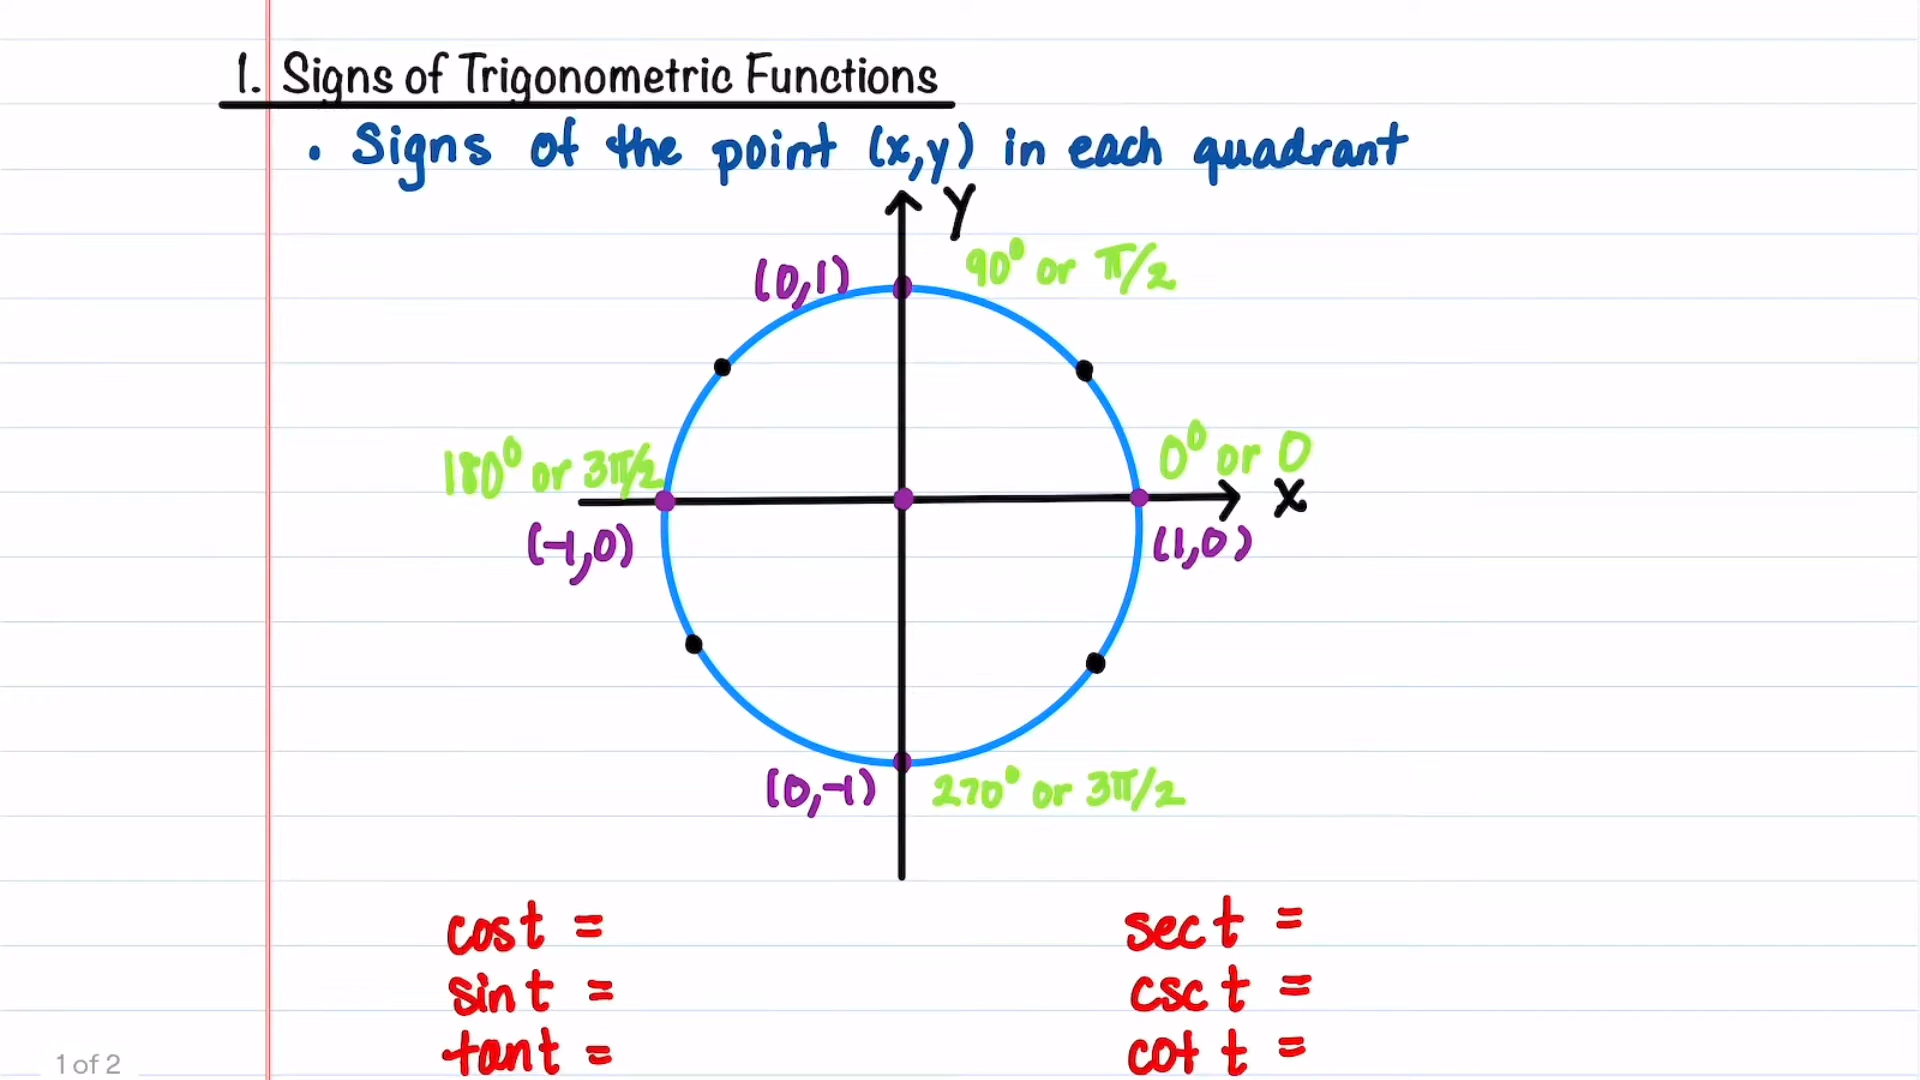 1. Signs of Trigonometric Functions
• Signs of the point (x,y) in each quadrant
y
(0,1) 90° or π/2
180° or 3π/2 0° or 0
x
(-1,0) (1,0)
(0,-1) 270° or 3π/2
cos t = sec t =
sin t = csc t =
tan t = cot t =
1 of 2